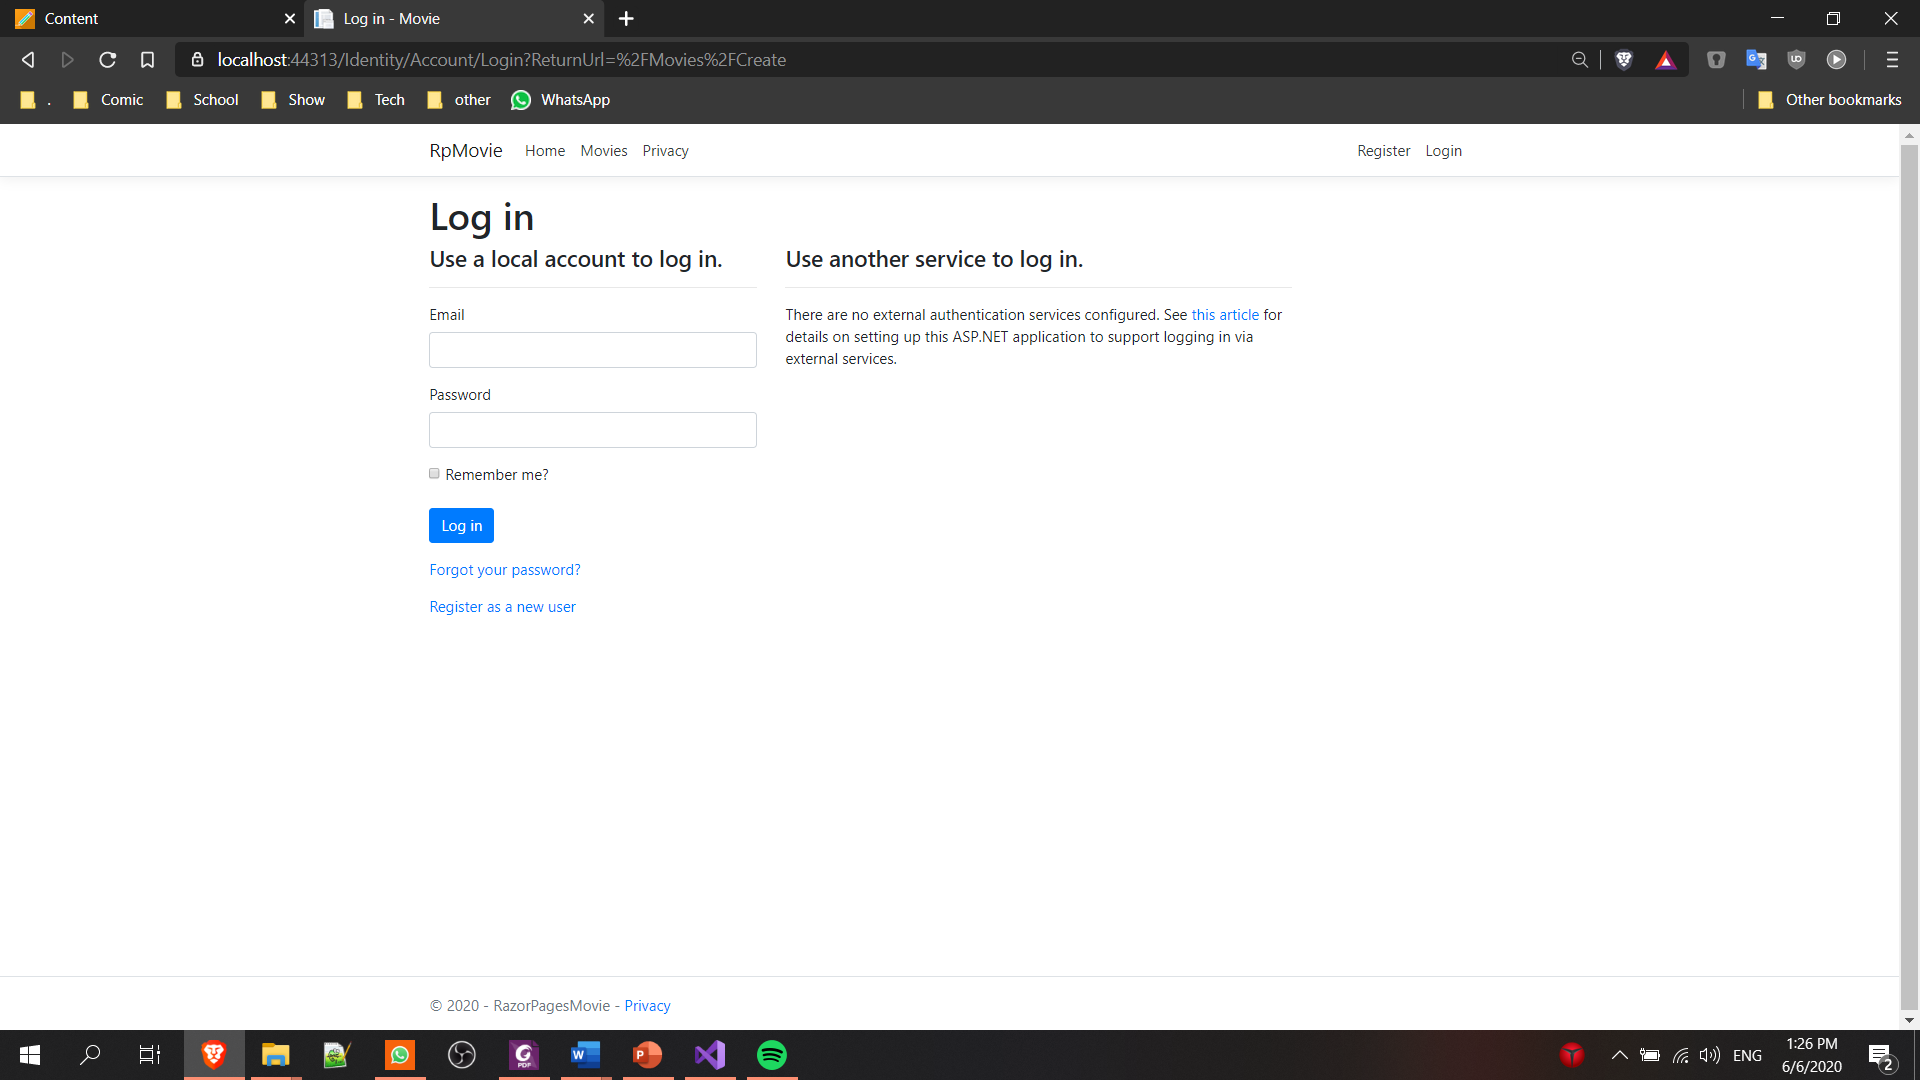 Content
Log in - Movie
localhost:44313/Identity/Account/Login?ReturnUrl=%2FMovies%2FCreate
.
Comic
School
Show
Tech
other
WhatsApp
Other bookmarks
RpMovie
Home
Movies
Privacy
Register
Login
Log in
Use a local account to log in.
Email
Password
Remember me?
Log in
Forgot your password?
Register as a new user
Use another service to log in.
There are no external authentication services configured. See this article for
details on setting up this ASP.NET application to support logging in via
external services.
© 2020 - RazorPagesMovie - Privacy
PDF
W
P
ENG
1:26 PM
6/6/2020
2